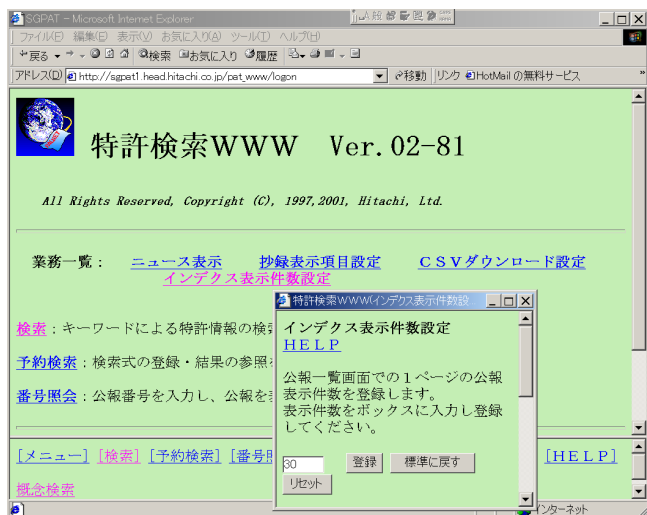 SGPAT - Microsoft Internet Explorer
ファイル(F) 編集(E) 表示(V) お気に入り(A) ツール(T) ヘルプ(H)
戻る 検索 お気に入り 履歴
アドレス(D) http://sgpat1.head.hitachi.co.jp/pat_www/logon 移動 リンク HotMail の無料サービス »
特許検索WWW Ver.02-81
All Rights Reserved, Copyright (C), 1997,2001, Hitachi, Ltd.
業務一覧： ニュース表示 抄録表示項目設定 ＣＳＶダウンロード設定
インデクス表示件数設定
検索：キーワードによる特許情報の検
予約検索：検索式の登録・結果の参照
番号照会：公報番号を入力し、公報を
特許検索WWW(インデクス表示件数設
インデクス表示件数設定
ＨＥＬＰ
公報一覧画面での１ページの公報
表示件数を登録します。
表示件数をボックスに入力し登録
してください。
30 登録 標準に戻す
リセット
[メニュー] [検索] [予約検索] [番号 [ＨＥＬＰ]
概念検索
インターネット